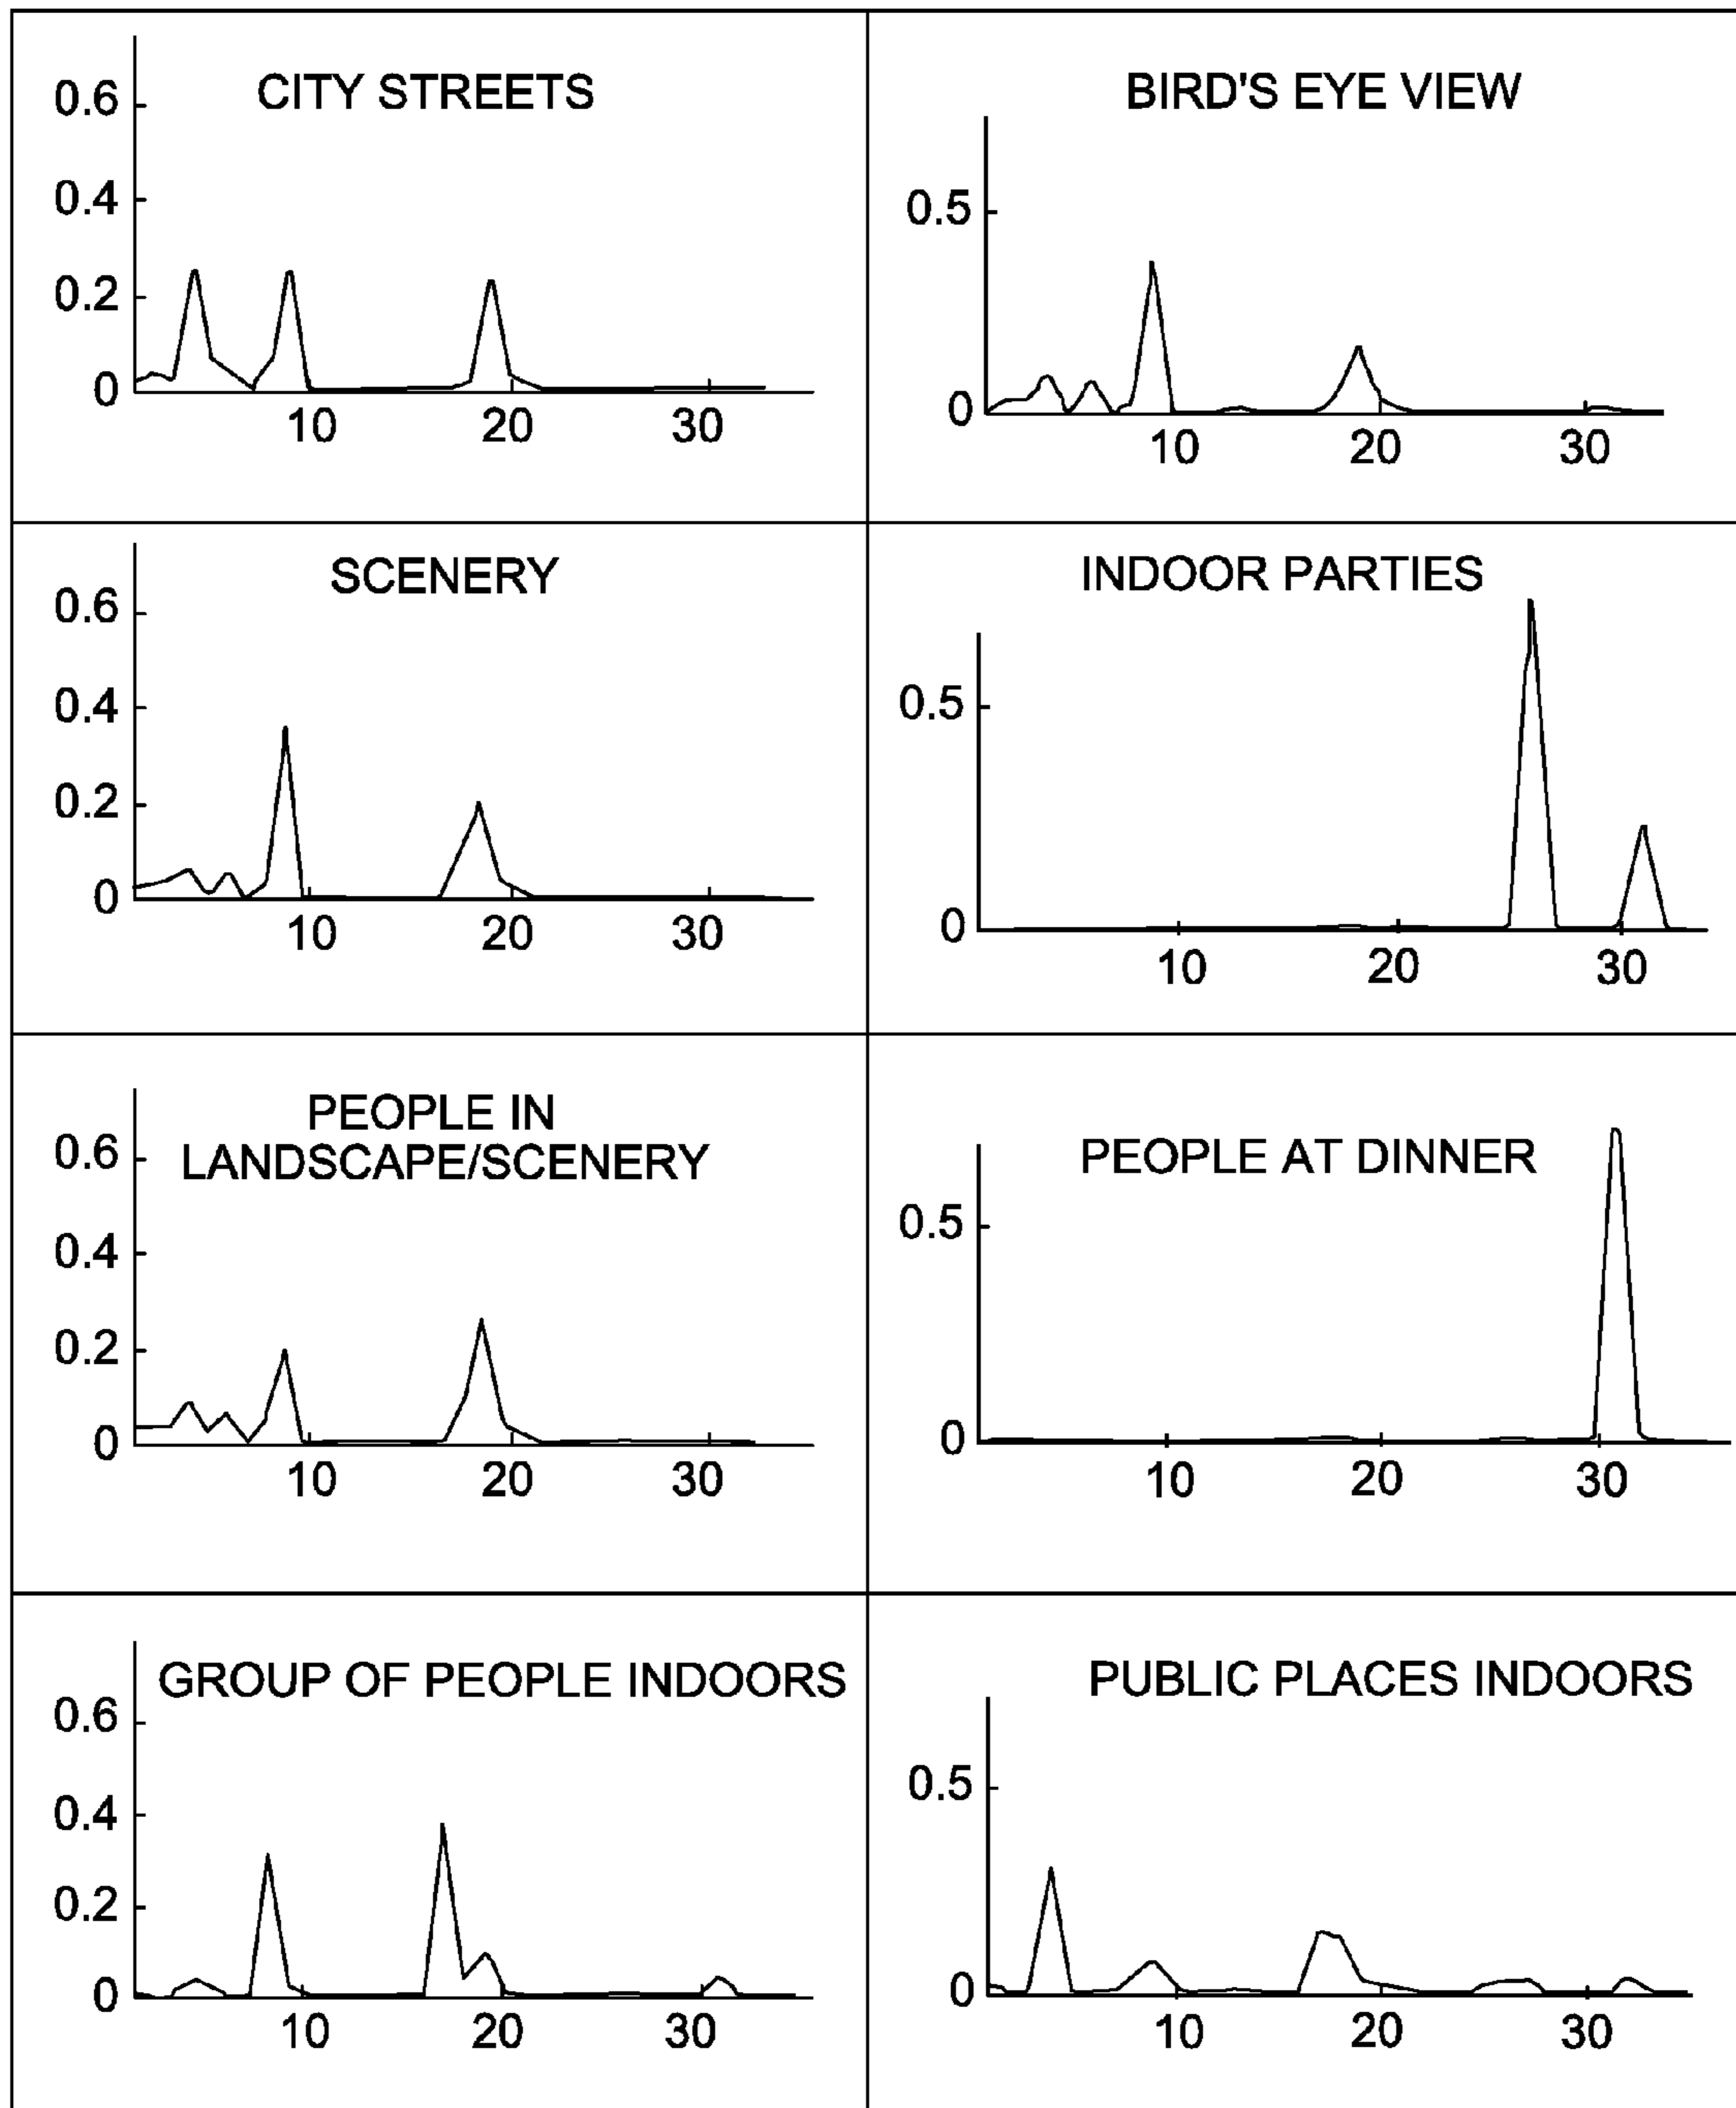 CITY STREETS
0.6
0.4
0.2
0
10 20 30
BIRD'S EYE VIEW
0.5
0
10 20 30
SCENERY
0.6
0.4
0.2
0
10 20 30
INDOOR PARTIES
0.5
0
10 20 30
PEOPLE IN
LANDSCAPE/SCENERY
0.6
0.4
0.2
0
10 20 30
PEOPLE AT DINNER
0.5
0
10 20 30
GROUP OF PEOPLE INDOORS
0.6
0.4
0.2
0
10 20 30
PUBLIC PLACES INDOORS
0.5
0
10 20 30